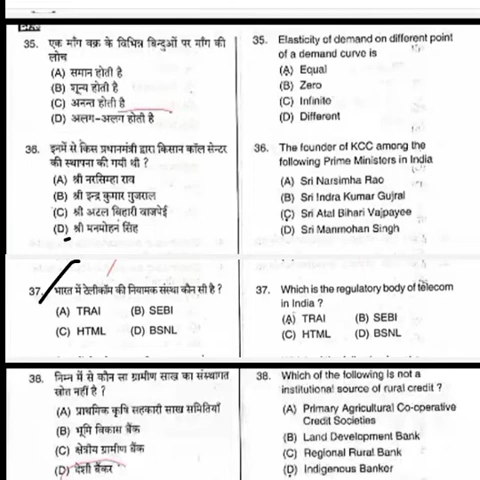 35. एक माँग वक्र के विभिन्न बिन्दुओं पर माँग की
लोच
(A) समान होती है
(B) शून्य होती है
(C) अनन्त होती है
(D) अलग-अलग होती है
36. इनमें से किस प्रधानमंत्री द्वारा किसान कॉल सेन्टर
की स्थापना की गयी थी ?
(A) श्री नरसिम्हा राव
(B) श्री इन्द्र कुमार गुजराल
(C) श्री अटल बिहारी वाजपेई
(D) श्री मनमोहन सिंह
37. भारत में टेलीकॉम की नियामक संस्था कौन सी है ?
(A) TRAI (B) SEBI
(C) HTML (D) BSNL
38. निम्न में से कौन सा ग्रामीण साख का संस्थागत
स्रोत नहीं है ?
(A) प्राथमिक कृषि सहकारी साख समितियाँ
(B) भूमि विकास बैंक
(C) क्षेत्रीय ग्रामीण बैंक
(D) देशी बैंकर
35. Elasticity of demand on different point
of a demand curve is
(A) Equal
(B) Zero
(C) Infinite
(D) Different
36. The founder of KCC among the
following Prime Ministers in India
(A) Sri Narsimha Rao
(B) Sri Indra Kumar Gujral
(C) Sri Atal Bihari Vajpayee
(D) Sri Manmohan Singh
37. Which is the regulatory body of telecom
in India ?
(A) TRAI (B) SEBI
(C) HTML (D) BSNL
38. Which of the following is not a
institutional source of rural credit ?
(A) Primary Agricultural Co-operative
Credit Societies
(B) Land Development Bank
(C) Regional Rural Bank
(D) Indigenous Banker